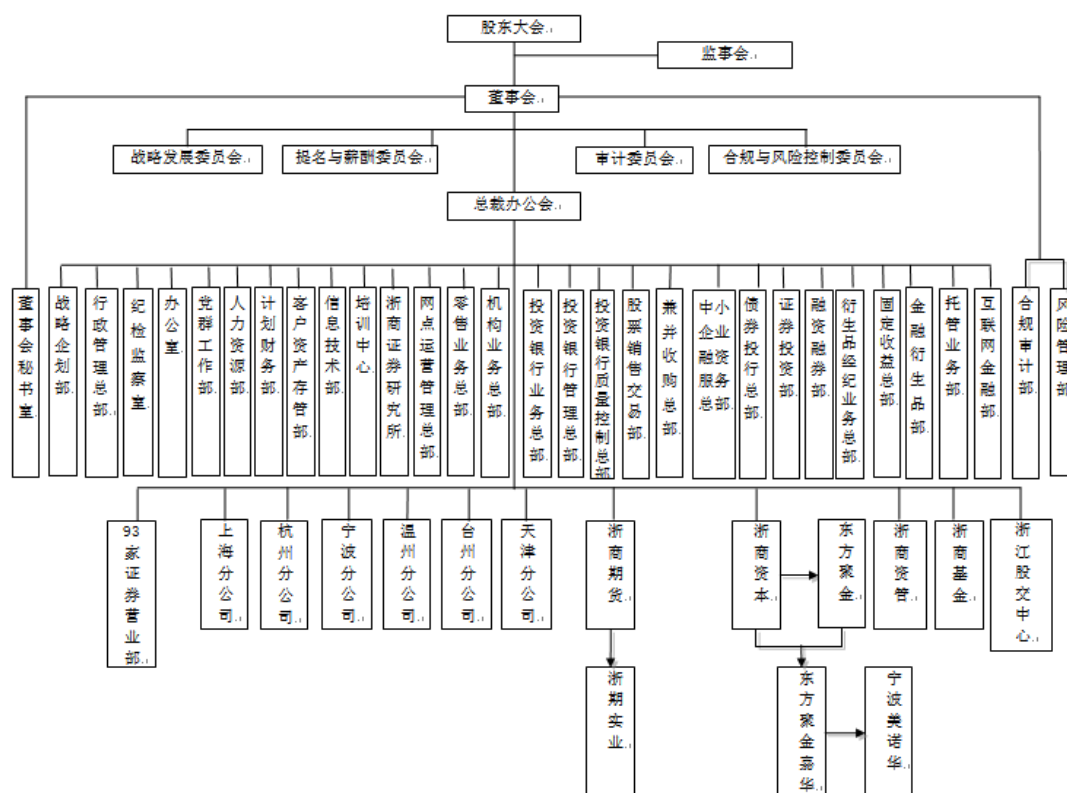 股东大会
监事会
董事会
战略发展委员会
提名与薪酬委员会
审计委员会
合规与风险控制委员会
总裁办公会
董事会秘书室
战略企划部
行政管理总部
纪检监察室
办公室
党群工作部
人力资源部
计划财务部
客户资产存管部
信息技术部
培训中心
浙商证券研究所
网点运营管理总部
零售业务总部
机构业务总部
投资银行业务总部
投资银行管理总部
投资银行质量控制总部
股票销售交易部
兼并收购总部
中小企业融资服务总部
债券投行总部
证券投资部
融资融券部
衍生品经纪业务总部
固定收益总部
金融衍生品部
托管业务部
互联网金融部
合规审计部
风险管理部
93家证券营业部
上海分公司
杭州分公司
宁波分公司
温州分公司
台州分公司
天津分公司
浙商期货
浙商资本
东方聚金
浙商资管
浙商基金
浙江股交中心
浙期实业
东方聚金嘉华
宁波美诺华